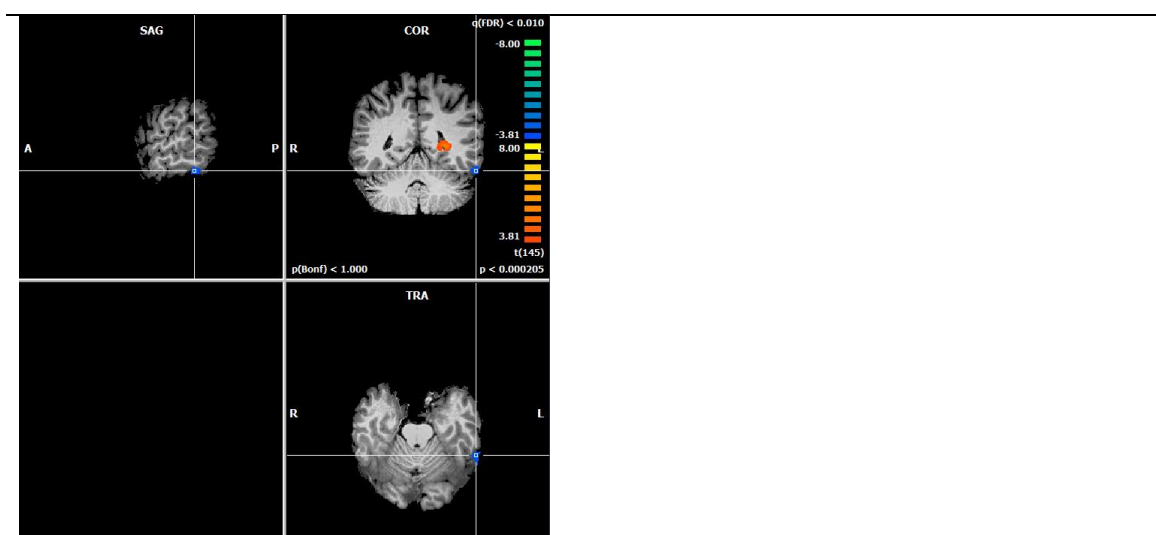 SAG
A
P
COR
q(FDR) < 0.010
-8.00
-3.81
8.00
R
L
3.81
t(145)
p(Bonf) < 1.000
p < 0.000205
TRA
R
L